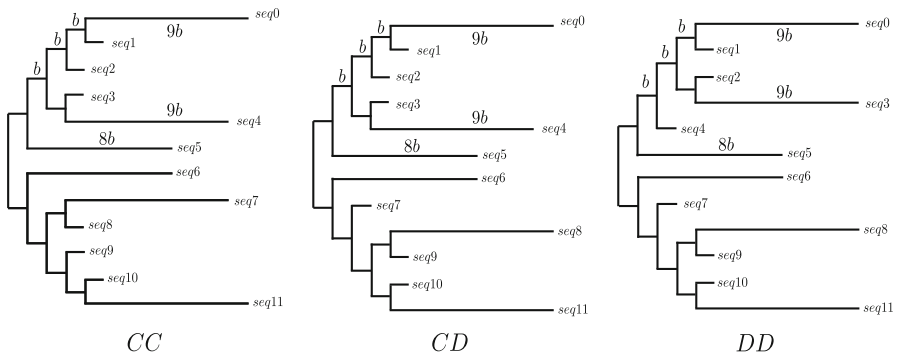 b seq0
9b
b seq1
b seq2
seq3
9b
seq4
8b
seq5
seq6
seq7
seq8
seq9
seq10
seq11
CC
b seq0
9b
b seq1
b seq2
seq3
9b
seq4
8b
seq5
seq6
seq7
seq8
seq9
seq10
seq11
CD
b seq0
9b
b seq1
b seq2
9b
seq3
seq4
8b
seq5
seq6
seq7
seq8
seq9
seq10
seq11
DD